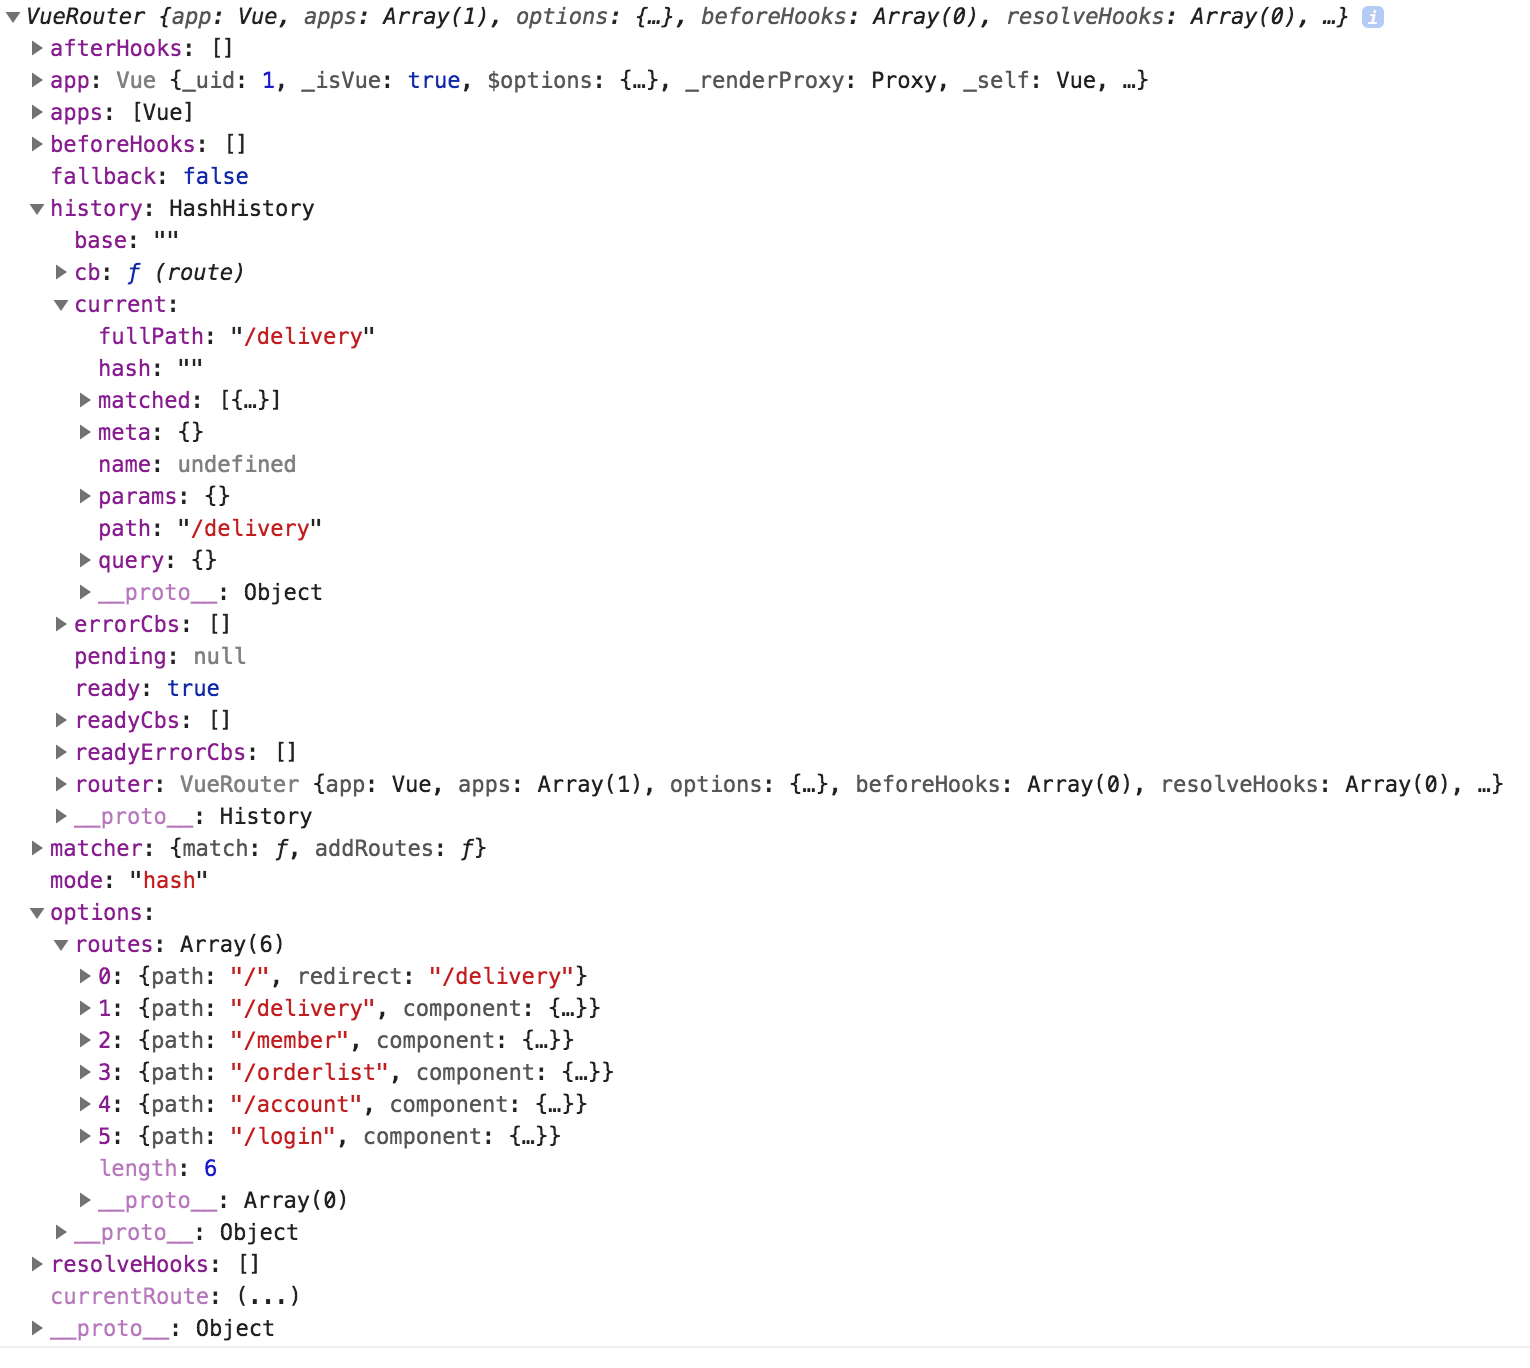 VueRouter {app: Vue, apps: Array(1), options: {…}, beforeHooks: Array(0), resolveHooks: Array(0), …} i
afterHooks: []
app: Vue {_uid: 1, _isVue: true, $options: {…}, _renderProxy: Proxy, _self: Vue, …}
apps: [Vue]
beforeHooks: []
fallback: false
history: HashHistory
base: ""
cb: ƒ (route)
current:
fullPath: "/delivery"
hash: ""
matched: [{…}]
meta: {}
name: undefined
params: {}
path: "/delivery"
query: {}
__proto__: Object
errorCbs: []
pending: null
ready: true
readyCbs: []
readyErrorCbs: []
router: VueRouter {app: Vue, apps: Array(1), options: {…}, beforeHooks: Array(0), resolveHooks: Array(0), …}
__proto__: History
matcher: {match: ƒ, addRoutes: ƒ}
mode: "hash"
options:
routes: Array(6)
0: {path: "/", redirect: "/delivery"}
1: {path: "/delivery", component: {…}}
2: {path: "/member", component: {…}}
3: {path: "/orderlist", component: {…}}
4: {path: "/account", component: {…}}
5: {path: "/login", component: {…}}
length: 6
__proto__: Array(0)
__proto__: Object
resolveHooks: []
currentRoute: (...)
__proto__: Object